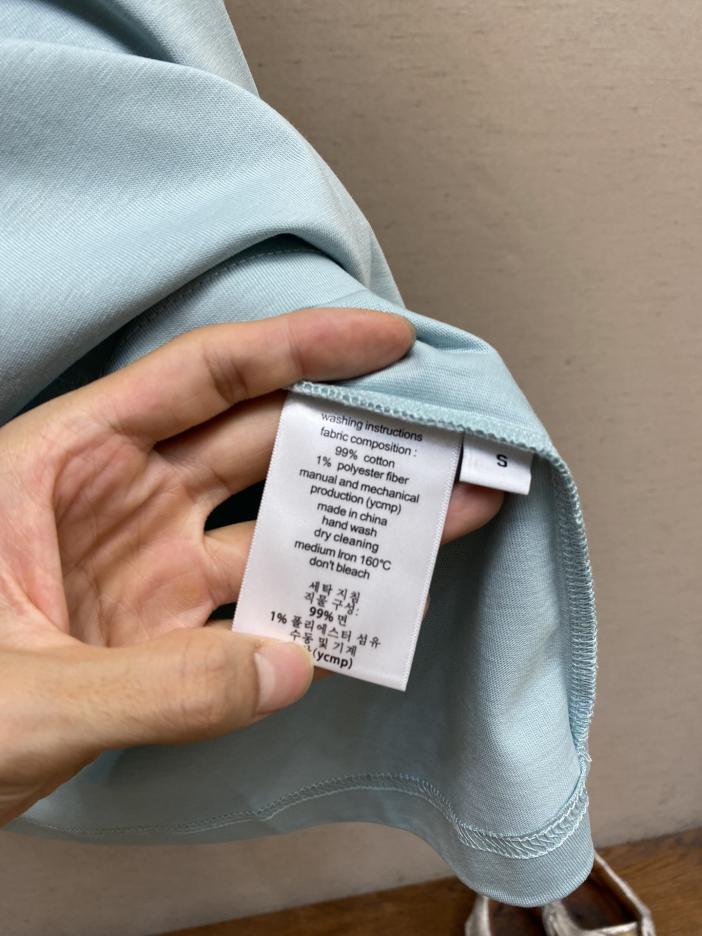 washing instructions
fabric composition :
99% cotton
1% polyester fiber
manual and mechanical
production (ycmp)
made in china
hand wash
dry cleaning
medium Iron 160℃
don't bleach
세탁 지침
직물 구성:
99% 면
1% 폴리에스터 섬유
수동 및 기계
(ycmp)
S